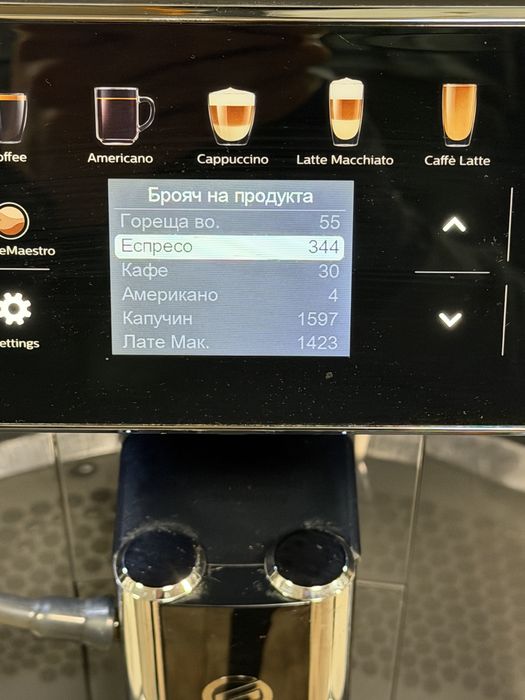 offee
Americano
Cappuccino
Latte Macchiato
Caffè Latte
eMaestro
ettings
Брояч на продукта
Гореща во. 55
Еспресо 344
Кафе 30
Американо 4
Капучин 1597
Лате Мак. 1423